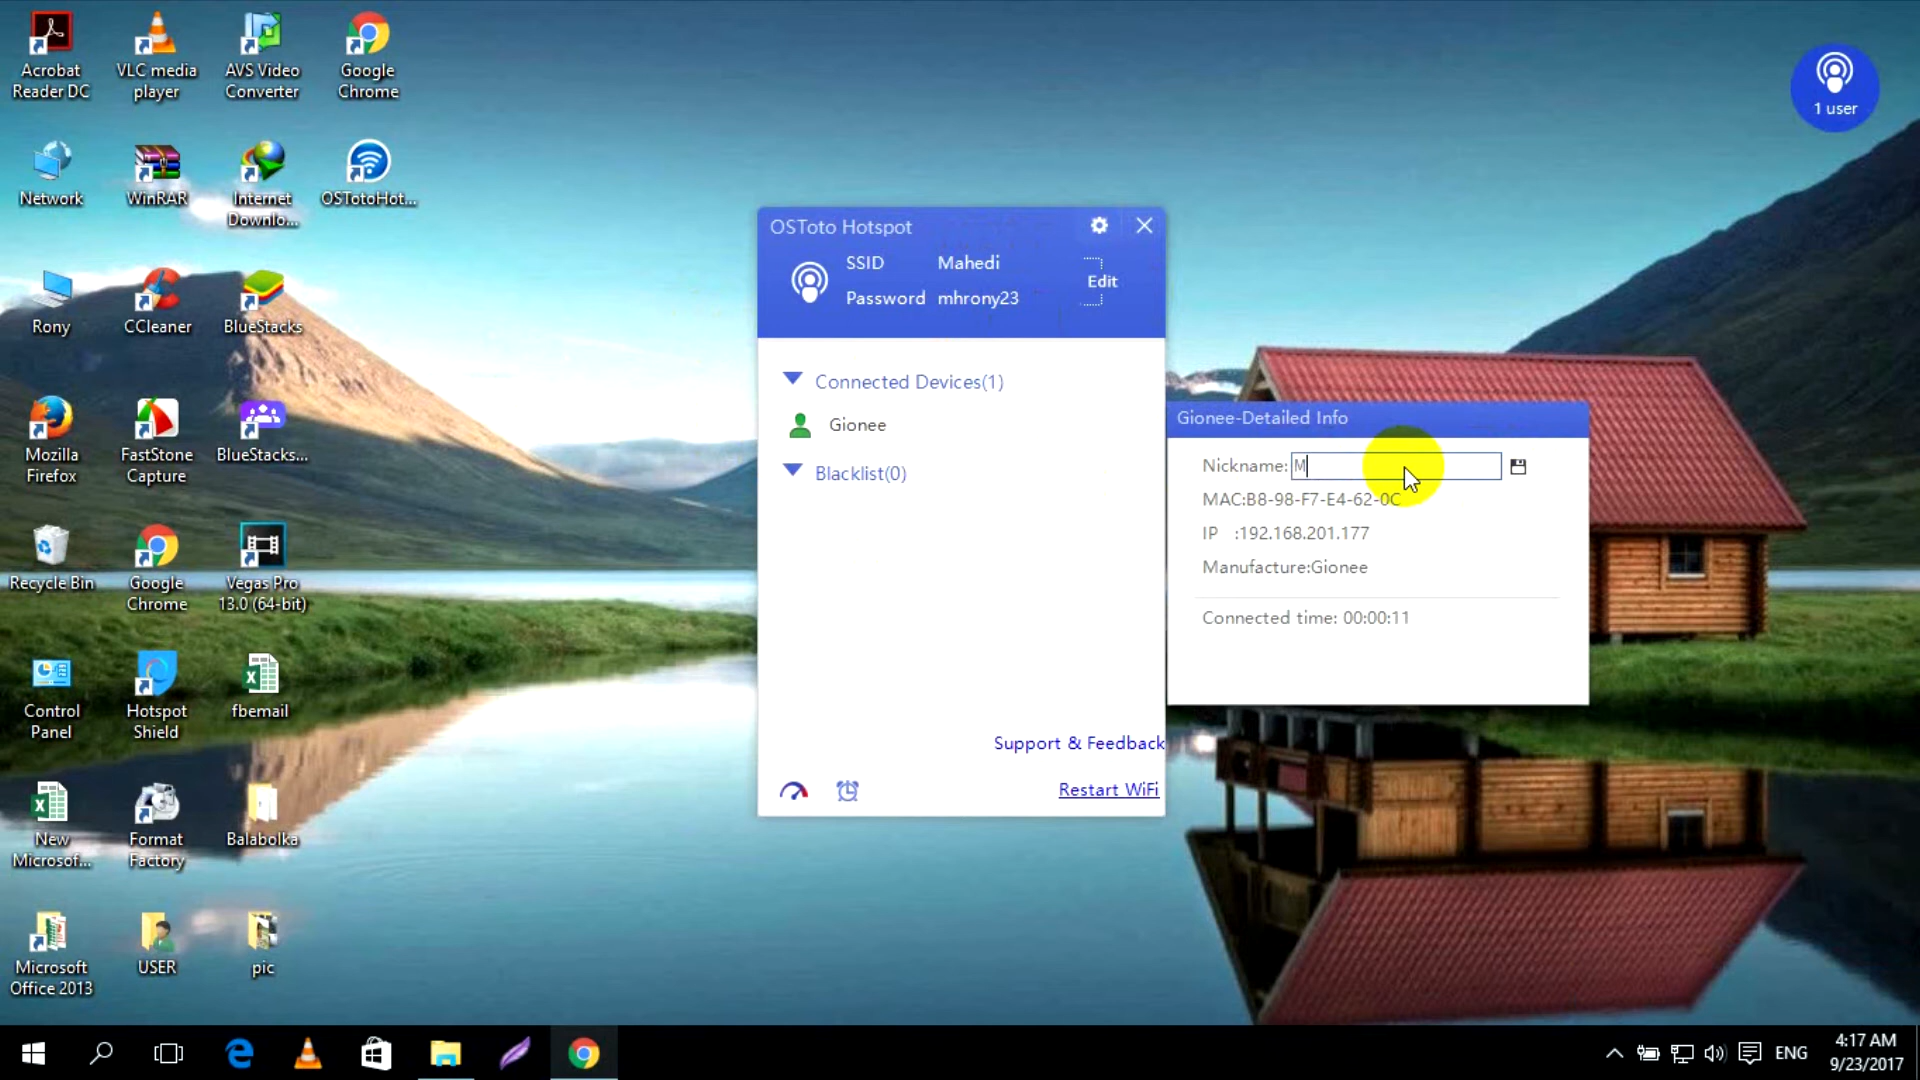 Acrobat
Reader DC
VLC media
player
AVS Video
Converter
Google
Chrome
1 user
Network
WinRAR
Internet
Downlo...
OSTotoHot...
OSToto Hotspot
SSID Mahedi
Edit
Password mhrony23
Rony
CCleaner
BlueStacks
Connected Devices(1)
Gionee
Blacklist(0)
Gionee-Detailed Info
Nickname: M
MAC:B8-98-F7-E4-62-0C
IP :192.168.201.177
Manufacture:Gionee
Connected time: 00:00:11
Mozilla
Firefox
FastStone
Capture
BlueStacks...
Recycle Bin
Google
Chrome
Vegas Pro
13.0 (64-bit)
Control
Panel
Hotspot
Shield
fbemail
Support & Feedback
Restart WiFi
New
Microsof...
Format
Factory
Balabolka
Microsoft
Office 2013
USER
pic
ENG
4:17 AM
9/23/2017